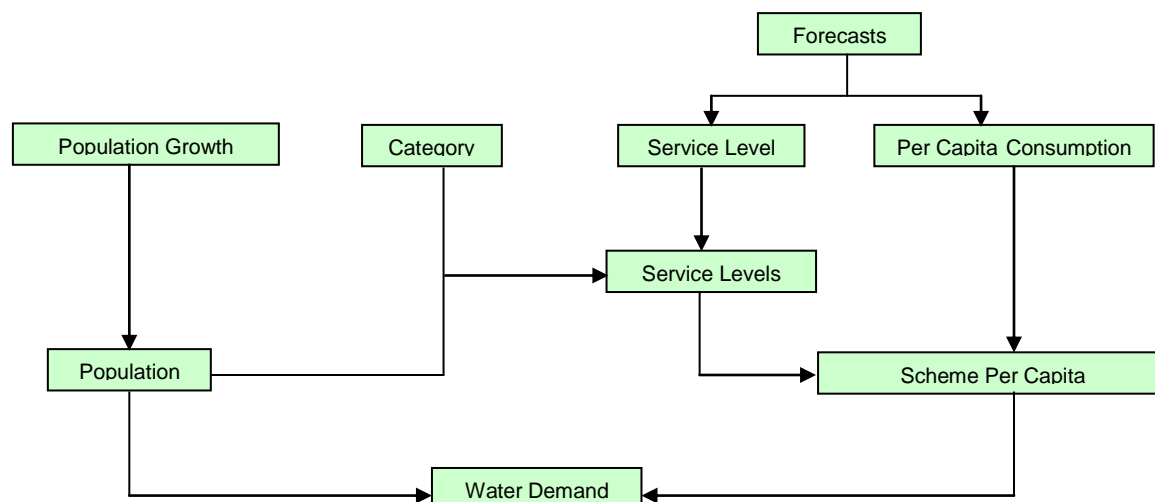 Forecasts
Population Growth
Category
Service Level
Per Capita Consumption
Service Levels
Population
Scheme Per Capita
Water Demand